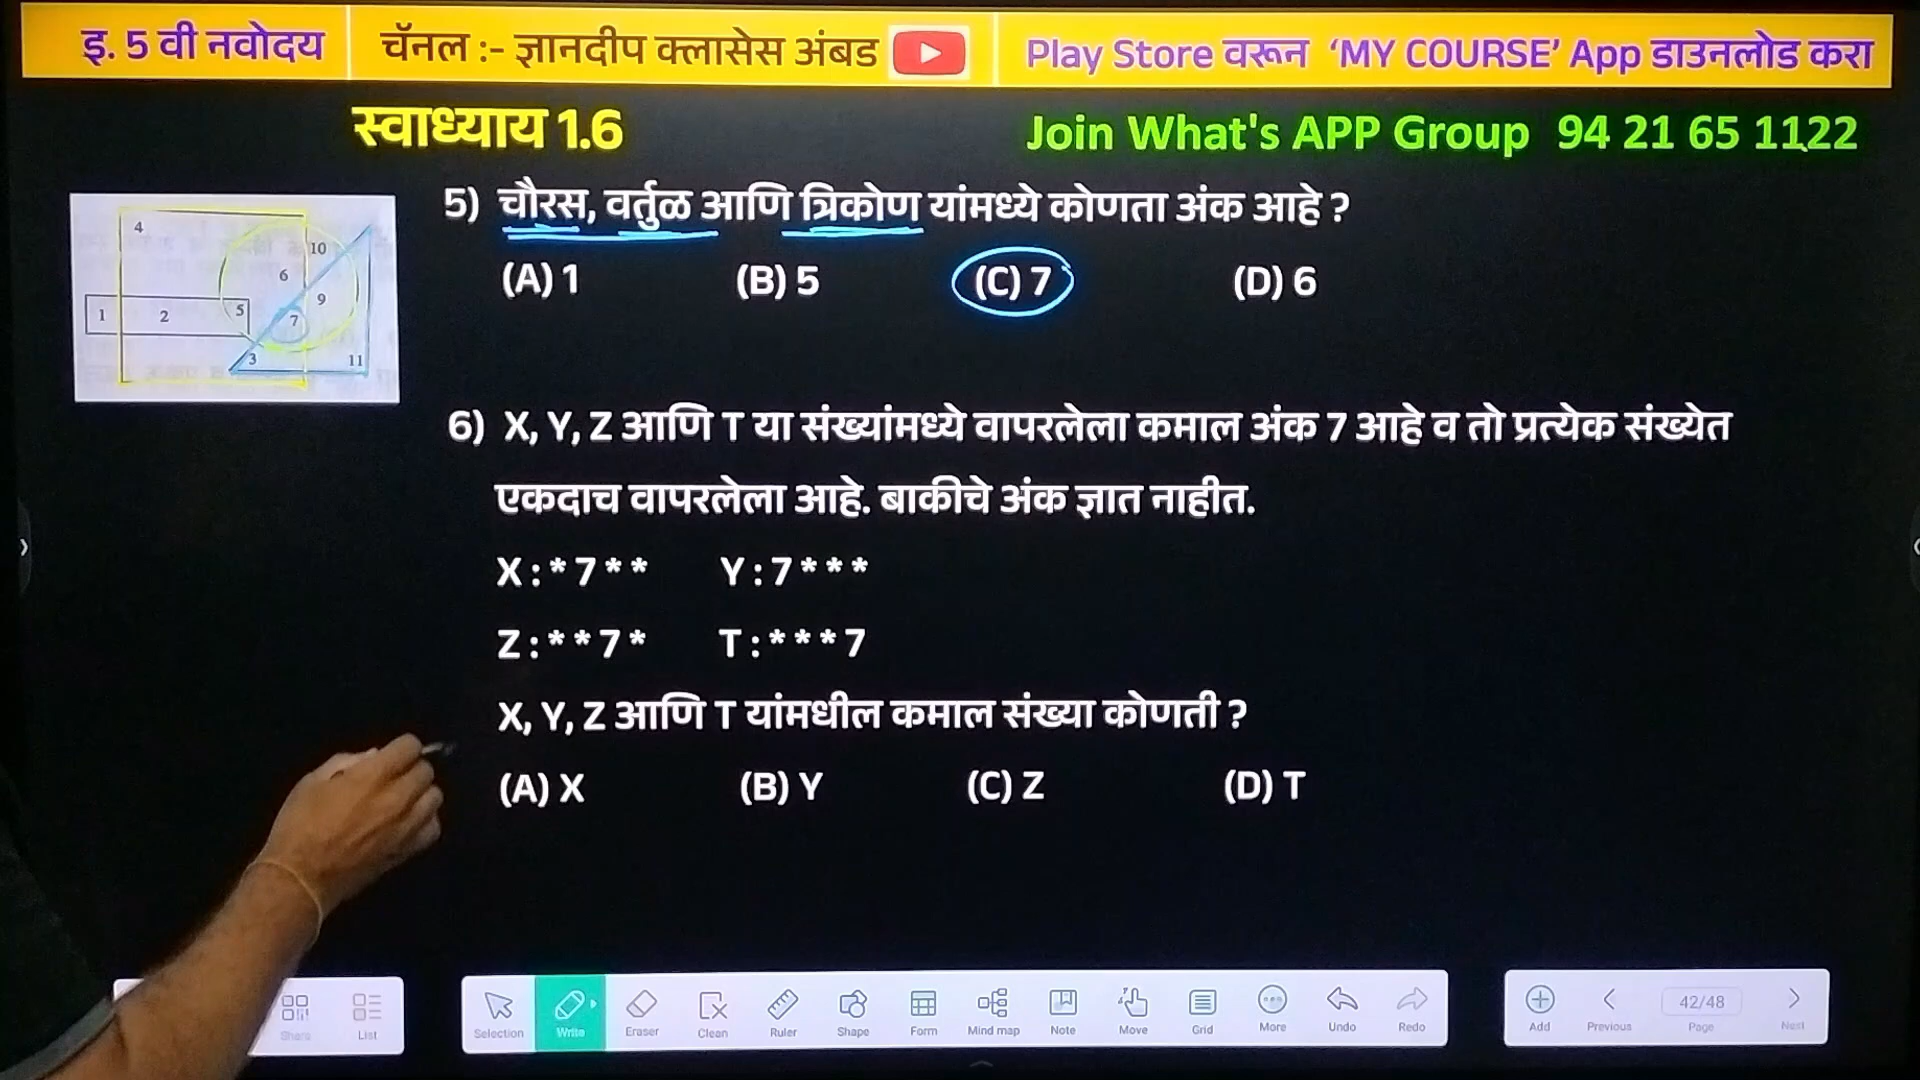 इ. 5 वी नवोदय
चॅनल :- ज्ञानदीप क्लासेस अंबड
Play Store वरून ‘MY COURSE’ App डाउनलोड करा
स्वाध्याय 1.6
Join What's APP Group 94 21 65 1122
5) चौरस, वर्तुळ आणि त्रिकोण यांमध्ये कोणता अंक आहे ?
(A) 1 (B) 5 (C) 7 (D) 6
4
10
6
9
1 2 5 7
3 11
6) X, Y, Z आणि T या संख्यांमध्ये वापरलेला कमाल अंक 7 आहे व तो प्रत्येक संख्येत
एकदाच वापरलेला आहे. बाकीचे अंक ज्ञात नाहीत.
X : * 7 * * Y : 7 * * *
Z : * * 7 * T : * * * 7
X, Y, Z आणि T यांमधील कमाल संख्या कोणती ?
(A) X (B) Y (C) Z (D) T
Share List
Selection Write Eraser Clean Ruler Shape Form Mind map Note Move Grid More Undo Redo
42/48
Add Previous Page Next